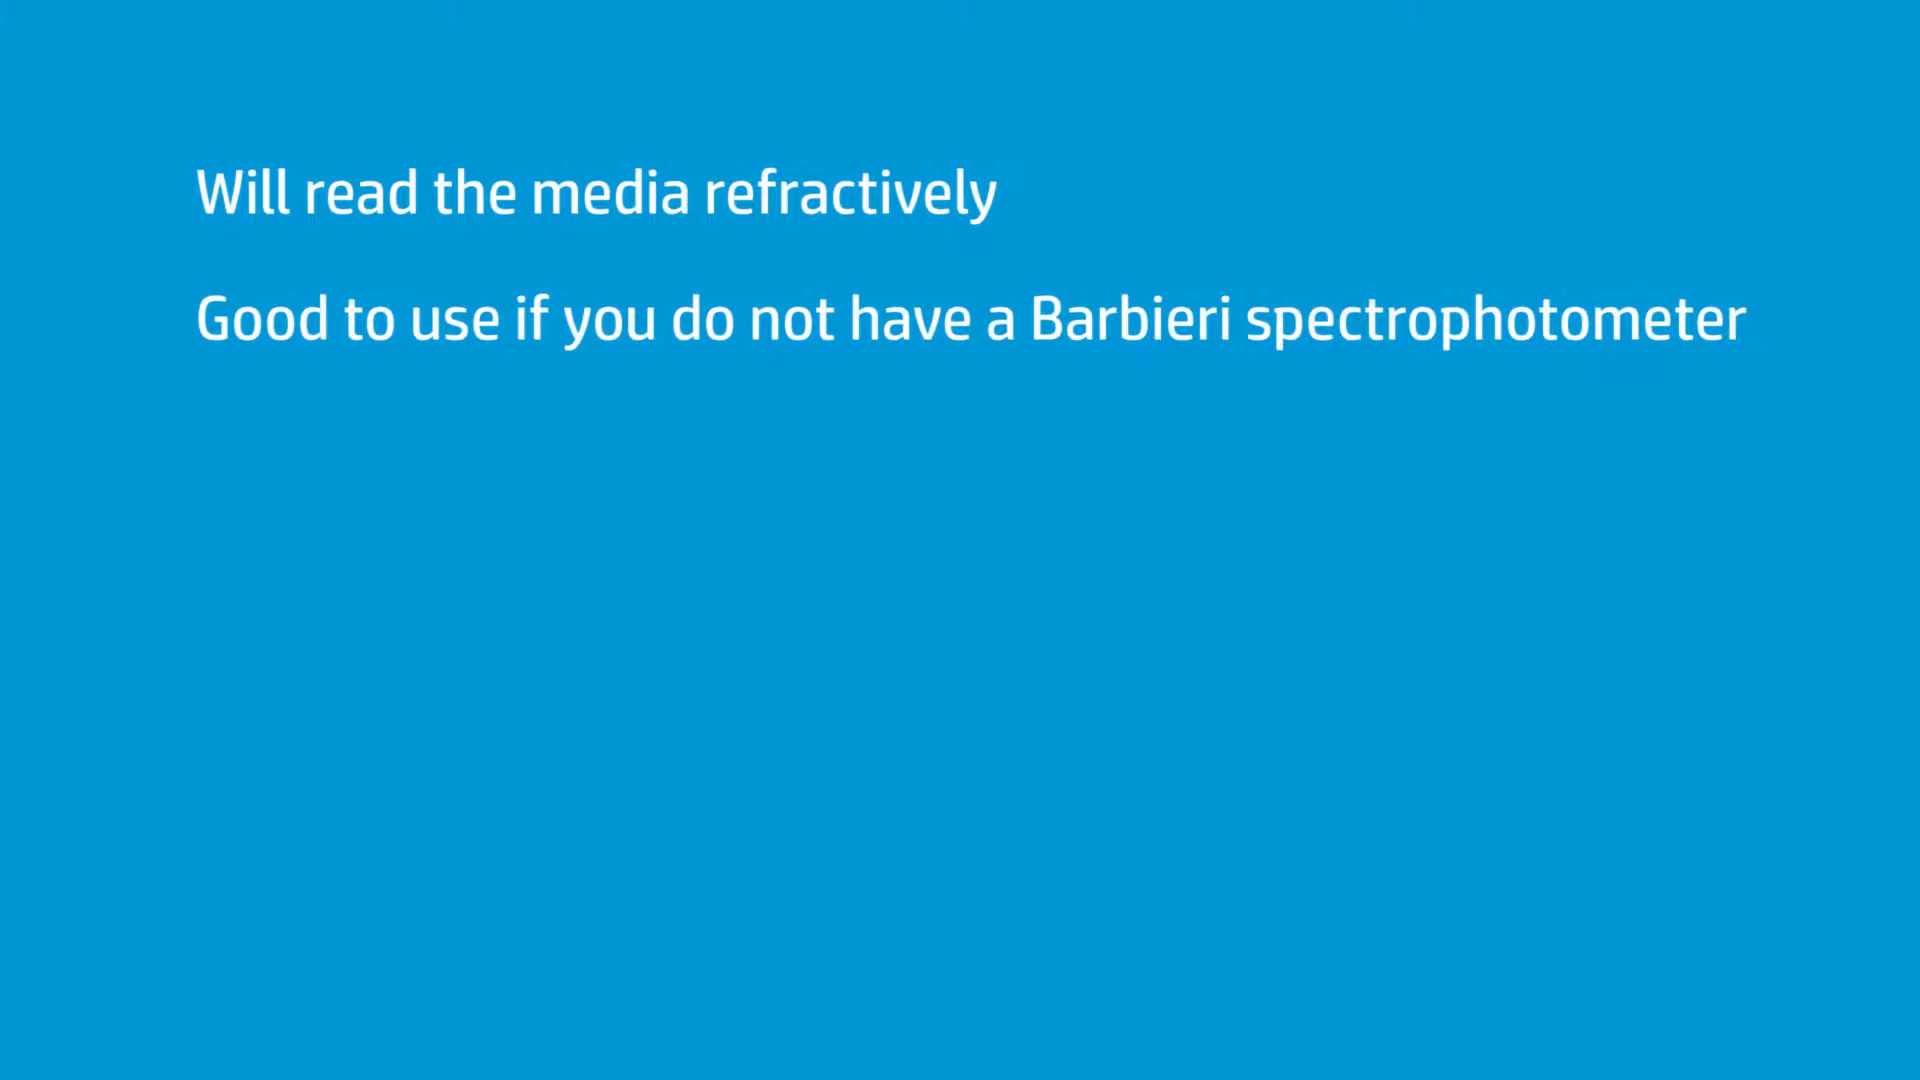 Will read the media refractively
Good to use if you do not have a Barbieri spectrophotometer